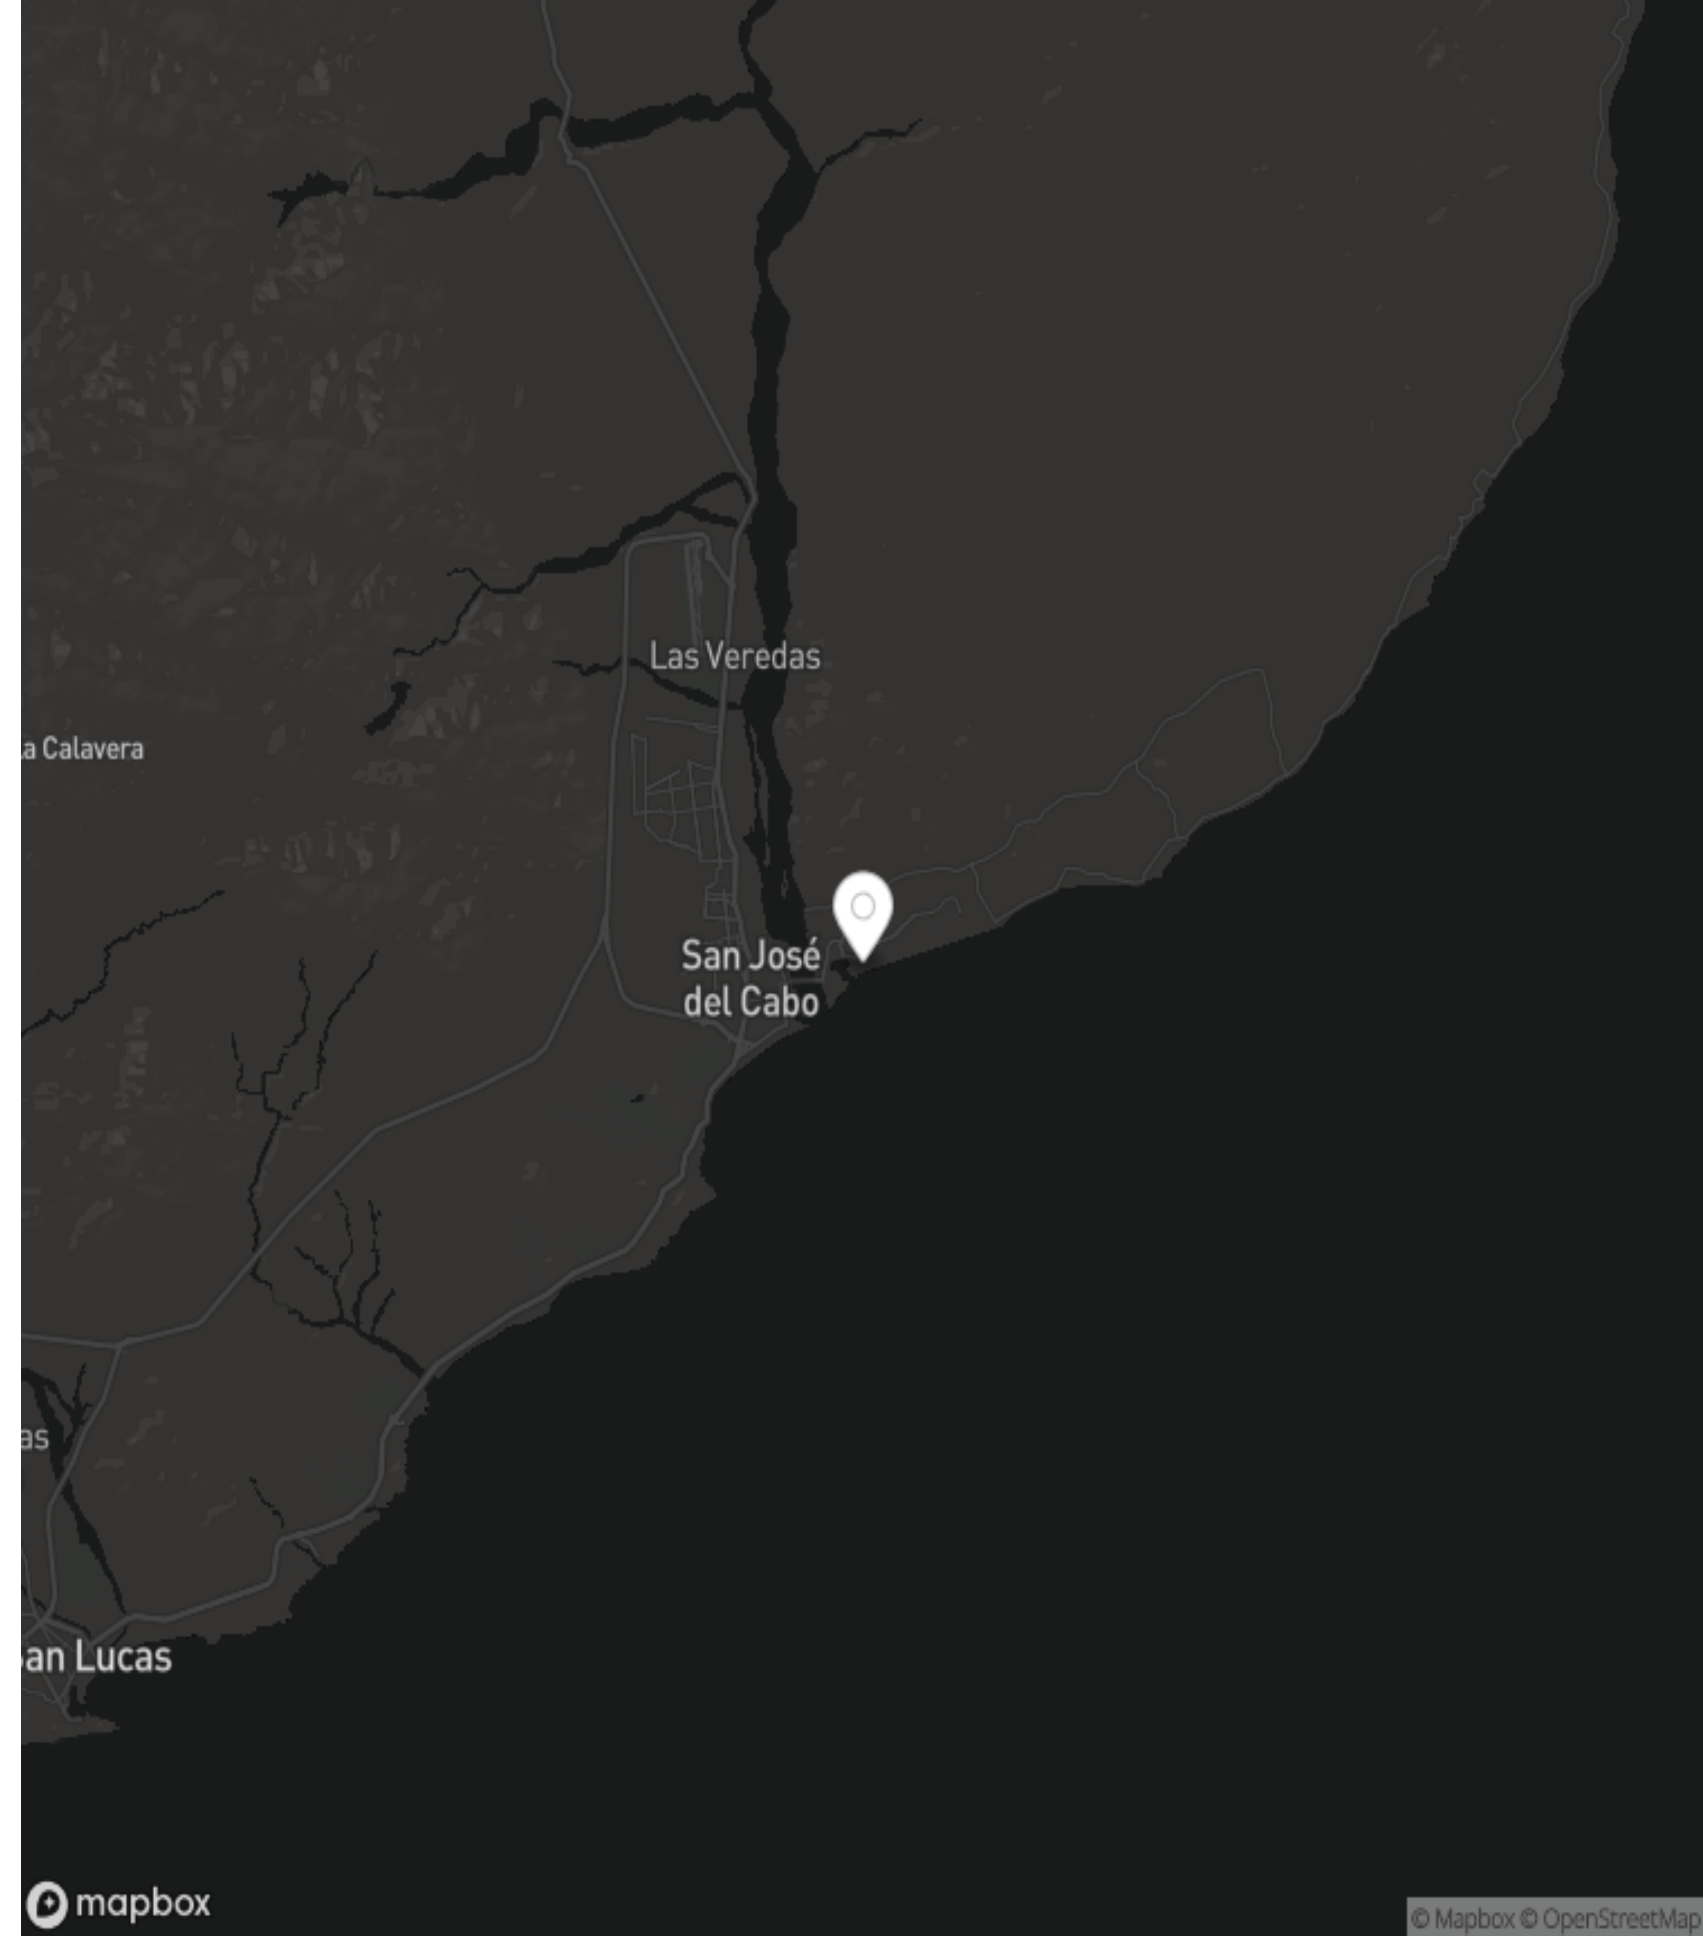 Las Veredas
a Calavera
San José
del Cabo
as
an Lucas
mapbox
© Mapbox © OpenStreetMap